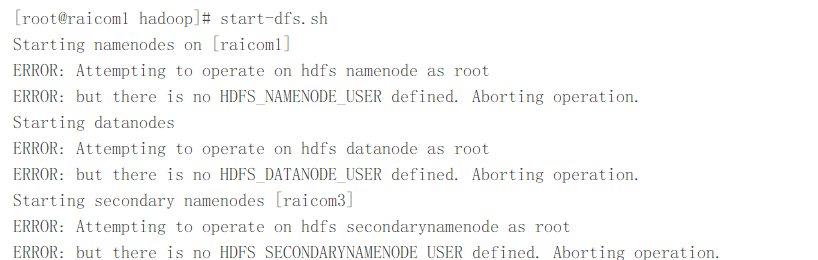 [root@raicom1 hadoop]# start-dfs.sh
Starting namenodes on [raicom1]
ERROR: Attempting to operate on hdfs namenode as root
ERROR: but there is no HDFS_NAMENODE_USER defined. Aborting operation.
Starting datanodes
ERROR: Attempting to operate on hdfs datanode as root
ERROR: but there is no HDFS_DATANODE_USER defined. Aborting operation.
Starting secondary namenodes [raicom3]
ERROR: Attempting to operate on hdfs secondarynamenode as root
ERROR: but there is no HDFS_SECONDARYNAMENODE_USER defined. Aborting operation.